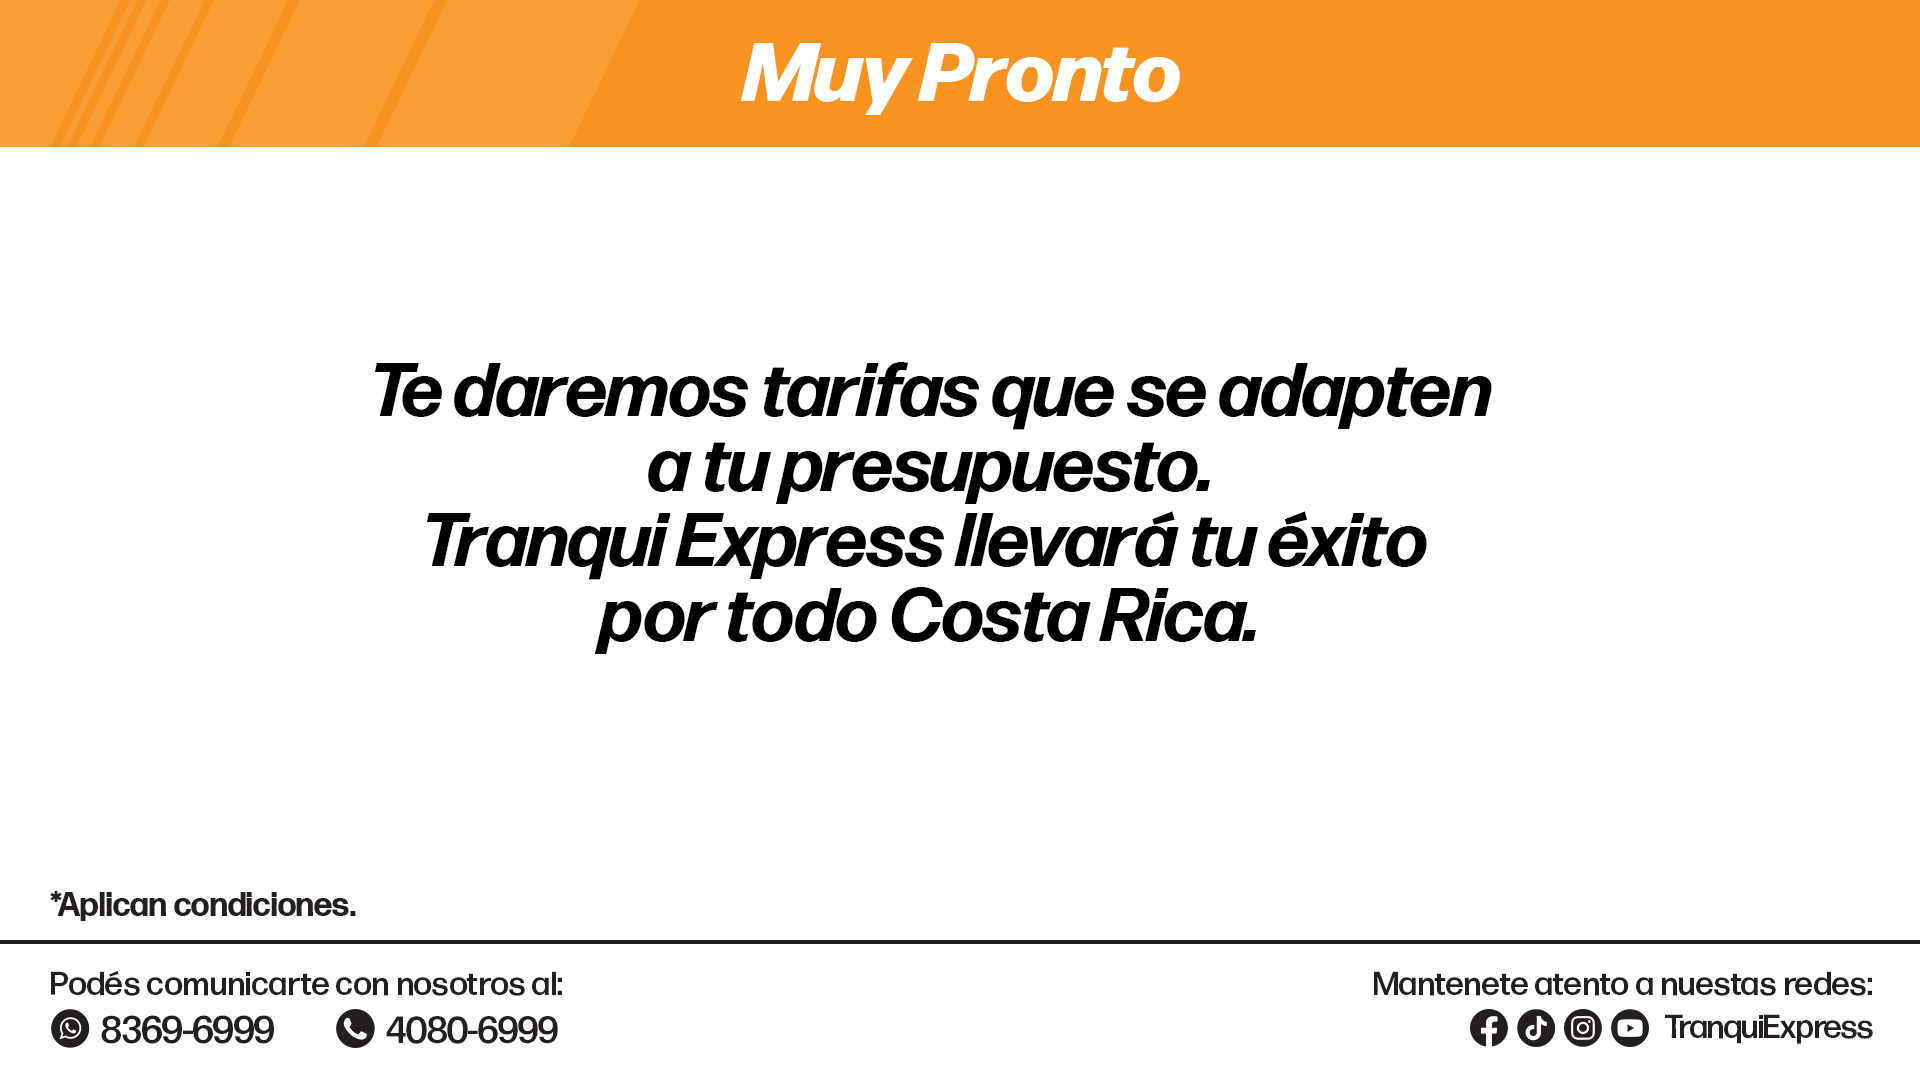 Muy Pronto
Te daremos tarifas que se adapten
a tu presupuesto.
Tranqui Express llevará tu éxito
por todo Costa Rica.
*Aplican condiciones.
Podés comunicarte con nosotros al:
8369-6999 4080-6999
Mantenete atento a nuestas redes:
TranquiExpress